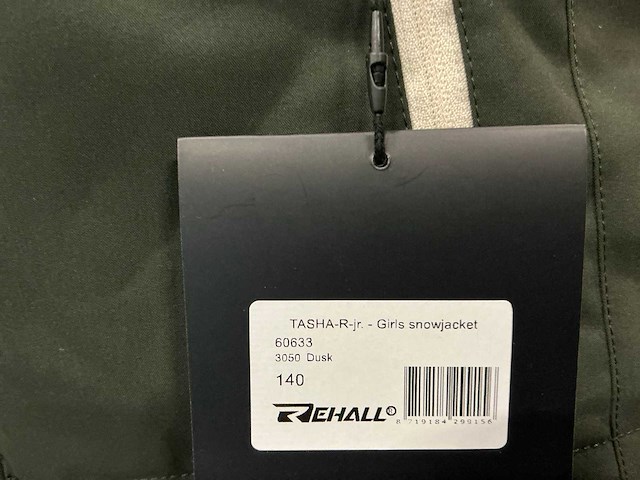 TASHA-R-jr. - Girls snowjacket
60633
3050 Dusk
140
REHALL®
8 719184 299156